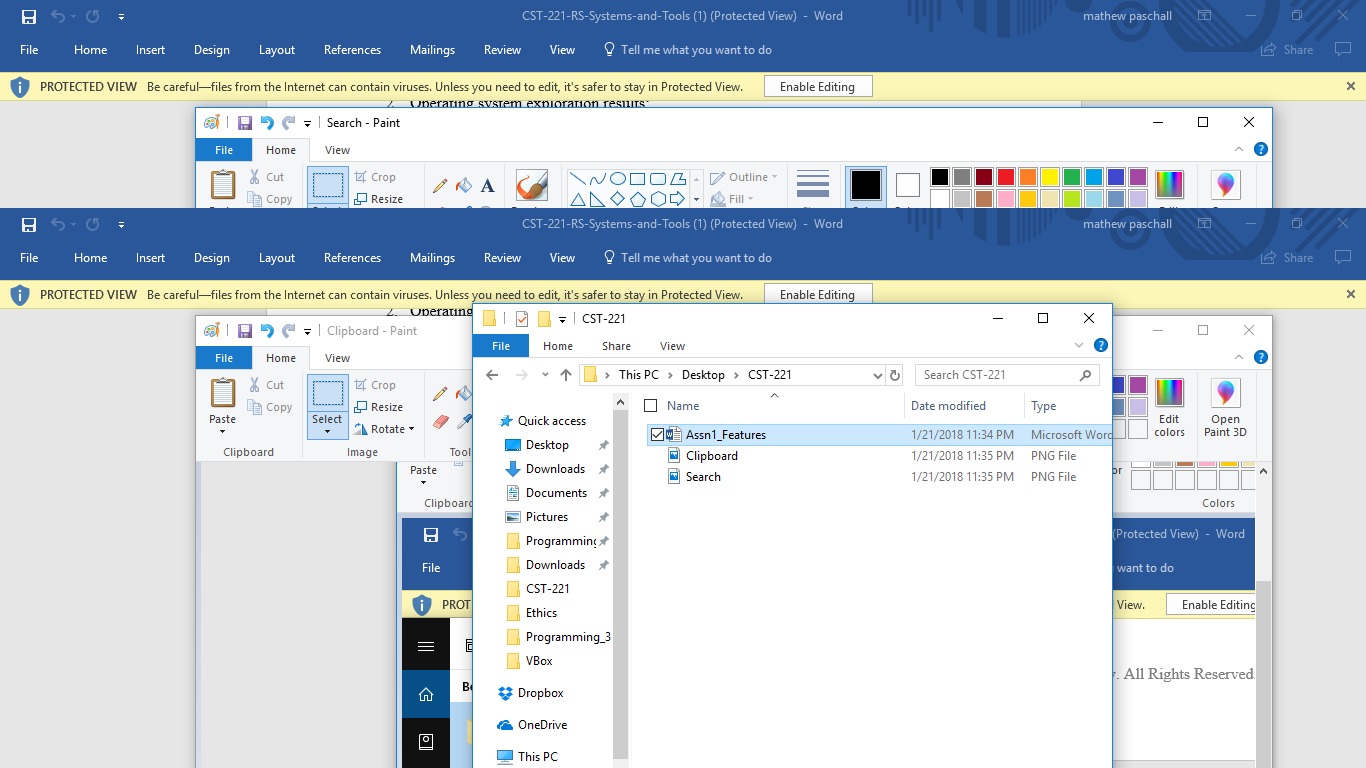 CST-221-RS-Systems-and-Tools (1) (Protected View) - Word mathew paschall
File Home Insert Design Layout References Mailings Review View Tell me what you want to do Share
PROTECTED VIEW Be careful—files from the Internet can contain viruses. Unless you need to edit, it's safer to stay in Protected View. Enable Editing
2. Operating system exploration results:
Search - Paint
File Home View
Cut Crop Outline
Copy Resize Fill
CST-221-RS-Systems-and-Tools (1) (Protected View) - Word mathew paschall
File Home Insert Design Layout References Mailings Review View Tell me what you want to do Share
PROTECTED VIEW Be careful—files from the Internet can contain viruses. Unless you need to edit, it's safer to stay in Protected View. Enable Editing
2. Operating
Clipboard - Paint
CST-221
File Home View
File Home Share View
This PC Desktop CST-221 Search CST-221
Cut Crop
Copy Resize
Paste Select Rotate
Clipboard Image Tool
Edit colors Open Paint 3D
Name Date modified Type
Assn1_Features 1/21/2018 11:34 PM Microsoft Word
Clipboard 1/21/2018 11:35 PM PNG File
Search 1/21/2018 11:35 PM PNG File
Quick access
Desktop
Downloads
Documents
Pictures
Programming
Downloads
CST-221
Ethics
Programming_3
VBox
Dropbox
OneDrive
This PC
Paste
Clipboard Colors
(Protected View) - Word
File want to do
PROT View. Enable Editing
y. All Rights Reserved
Be